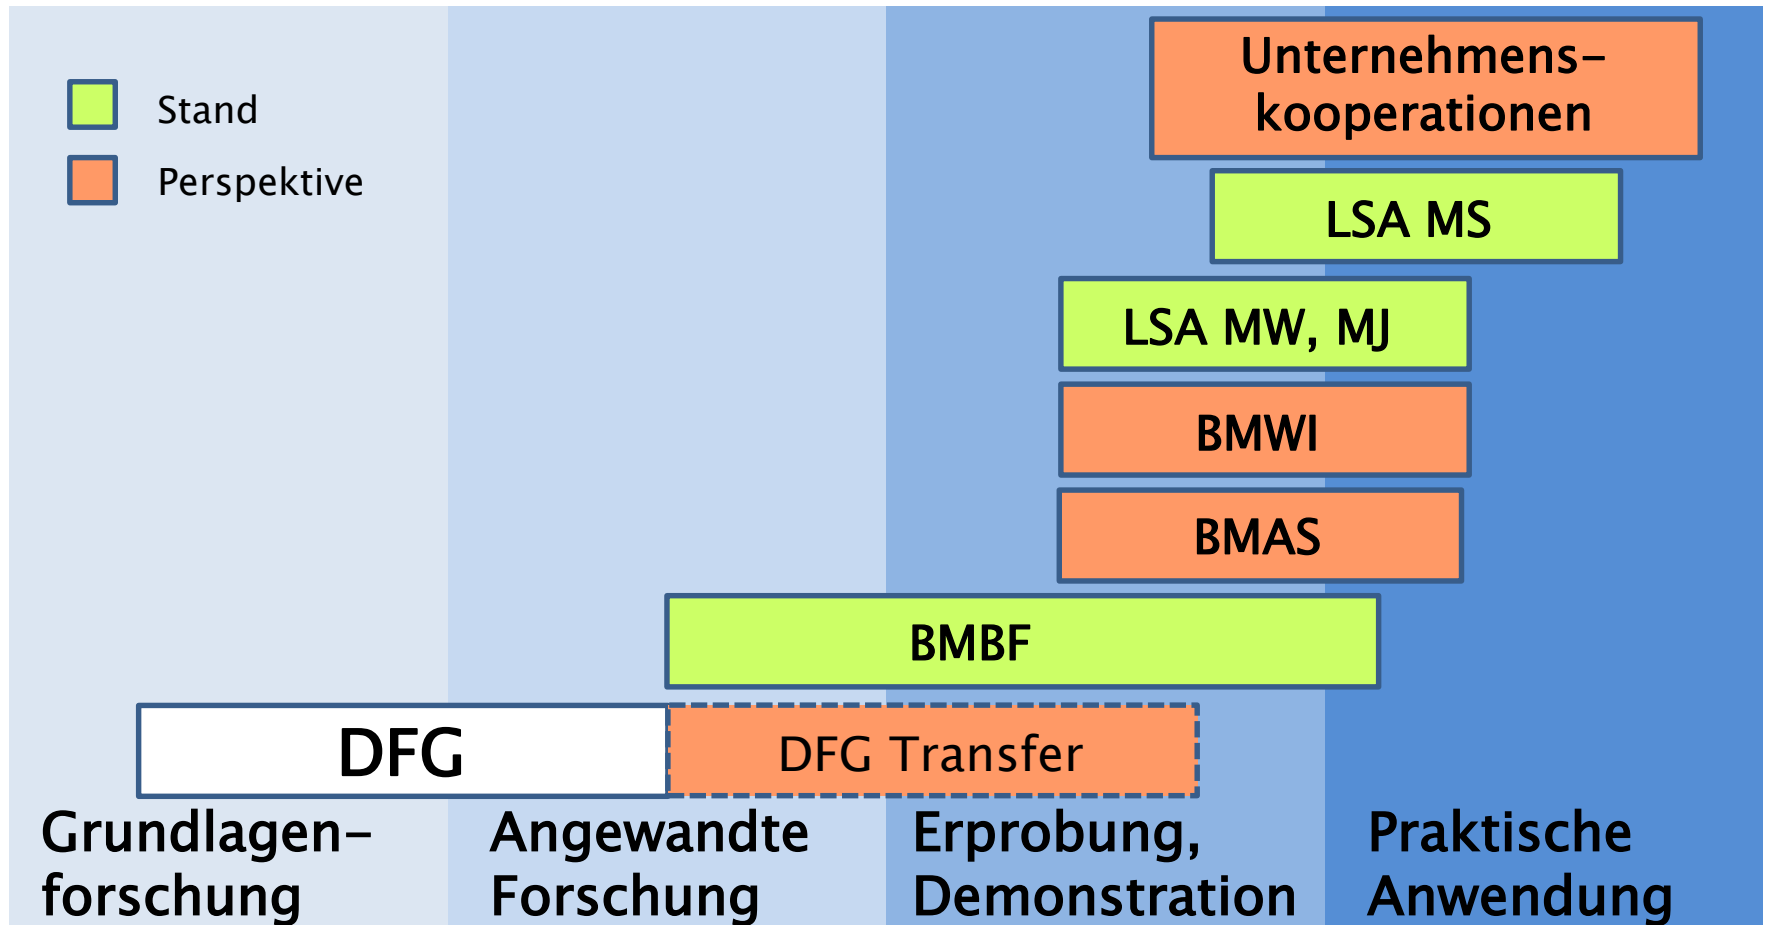 Stand
Perspektive
Unternehmens-
kooperationen
LSA MS
LSA MW, MJ
BMWI
BMAS
BMBF
DFG
DFG Transfer
Grundlagen-
forschung
Angewandte
Forschung
Erprobung,
Demonstration
Praktische
Anwendung